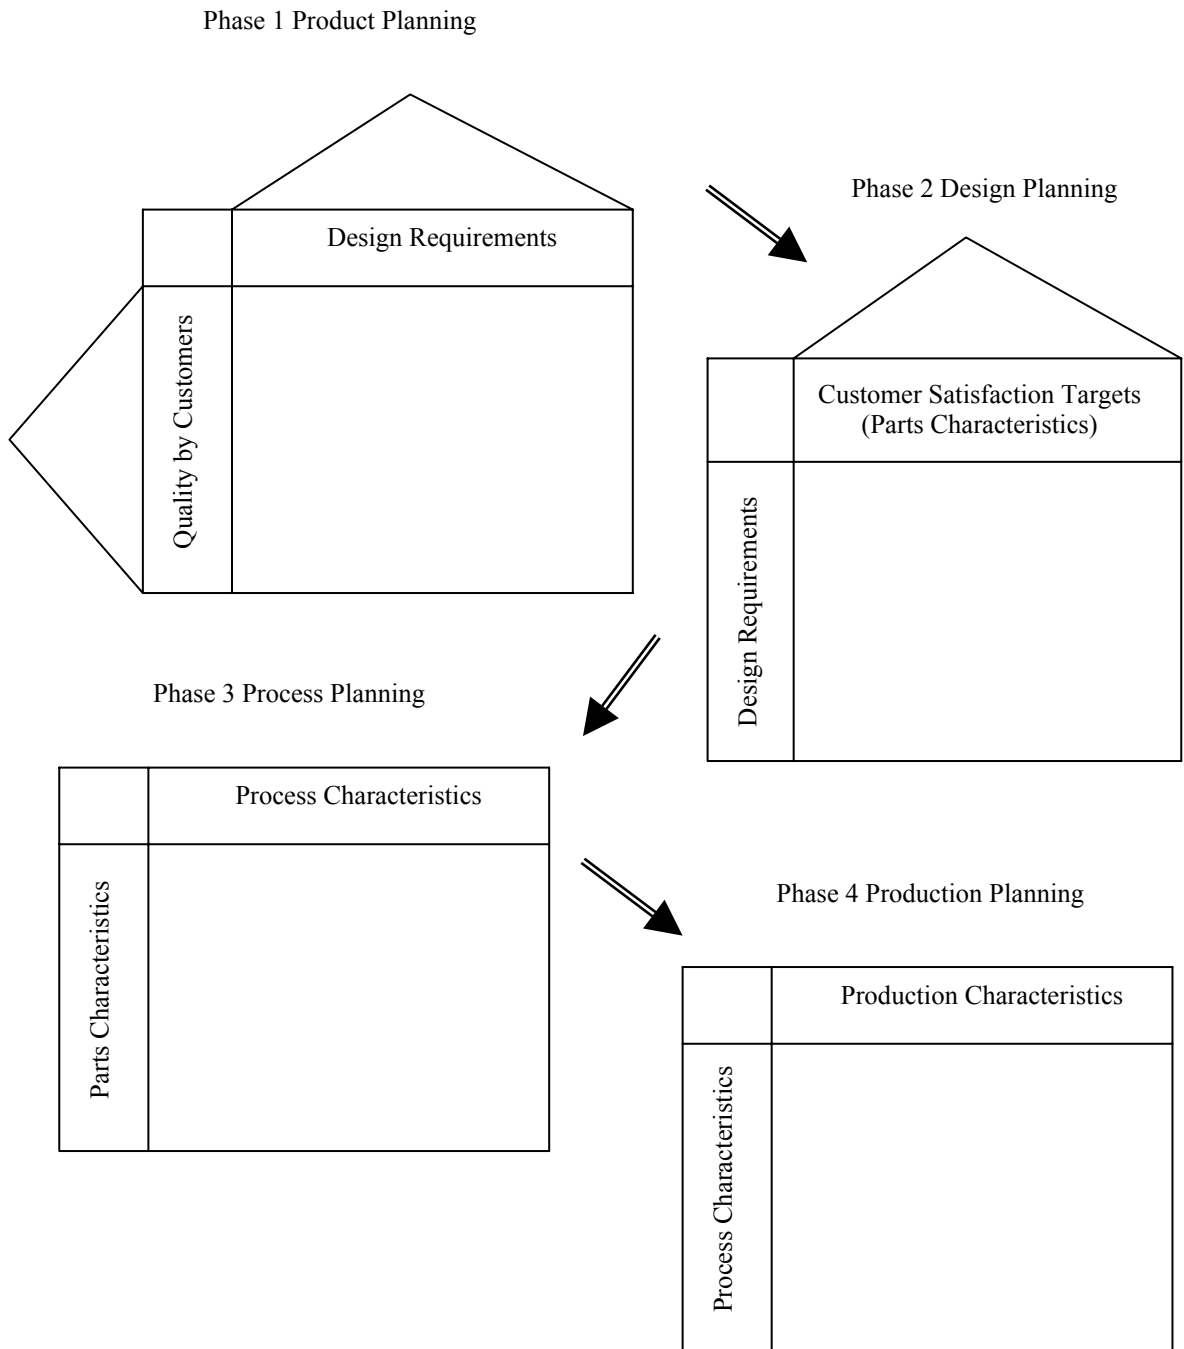 Phase 1 Product Planning
Design Requirements
Quality by Customers
Phase 2 Design Planning
Customer Satisfaction Targets
(Parts Characteristics)
Design Requirements
Phase 3 Process Planning
Process Characteristics
Parts Characteristics
Phase 4 Production Planning
Production Characteristics
Process Characteristics